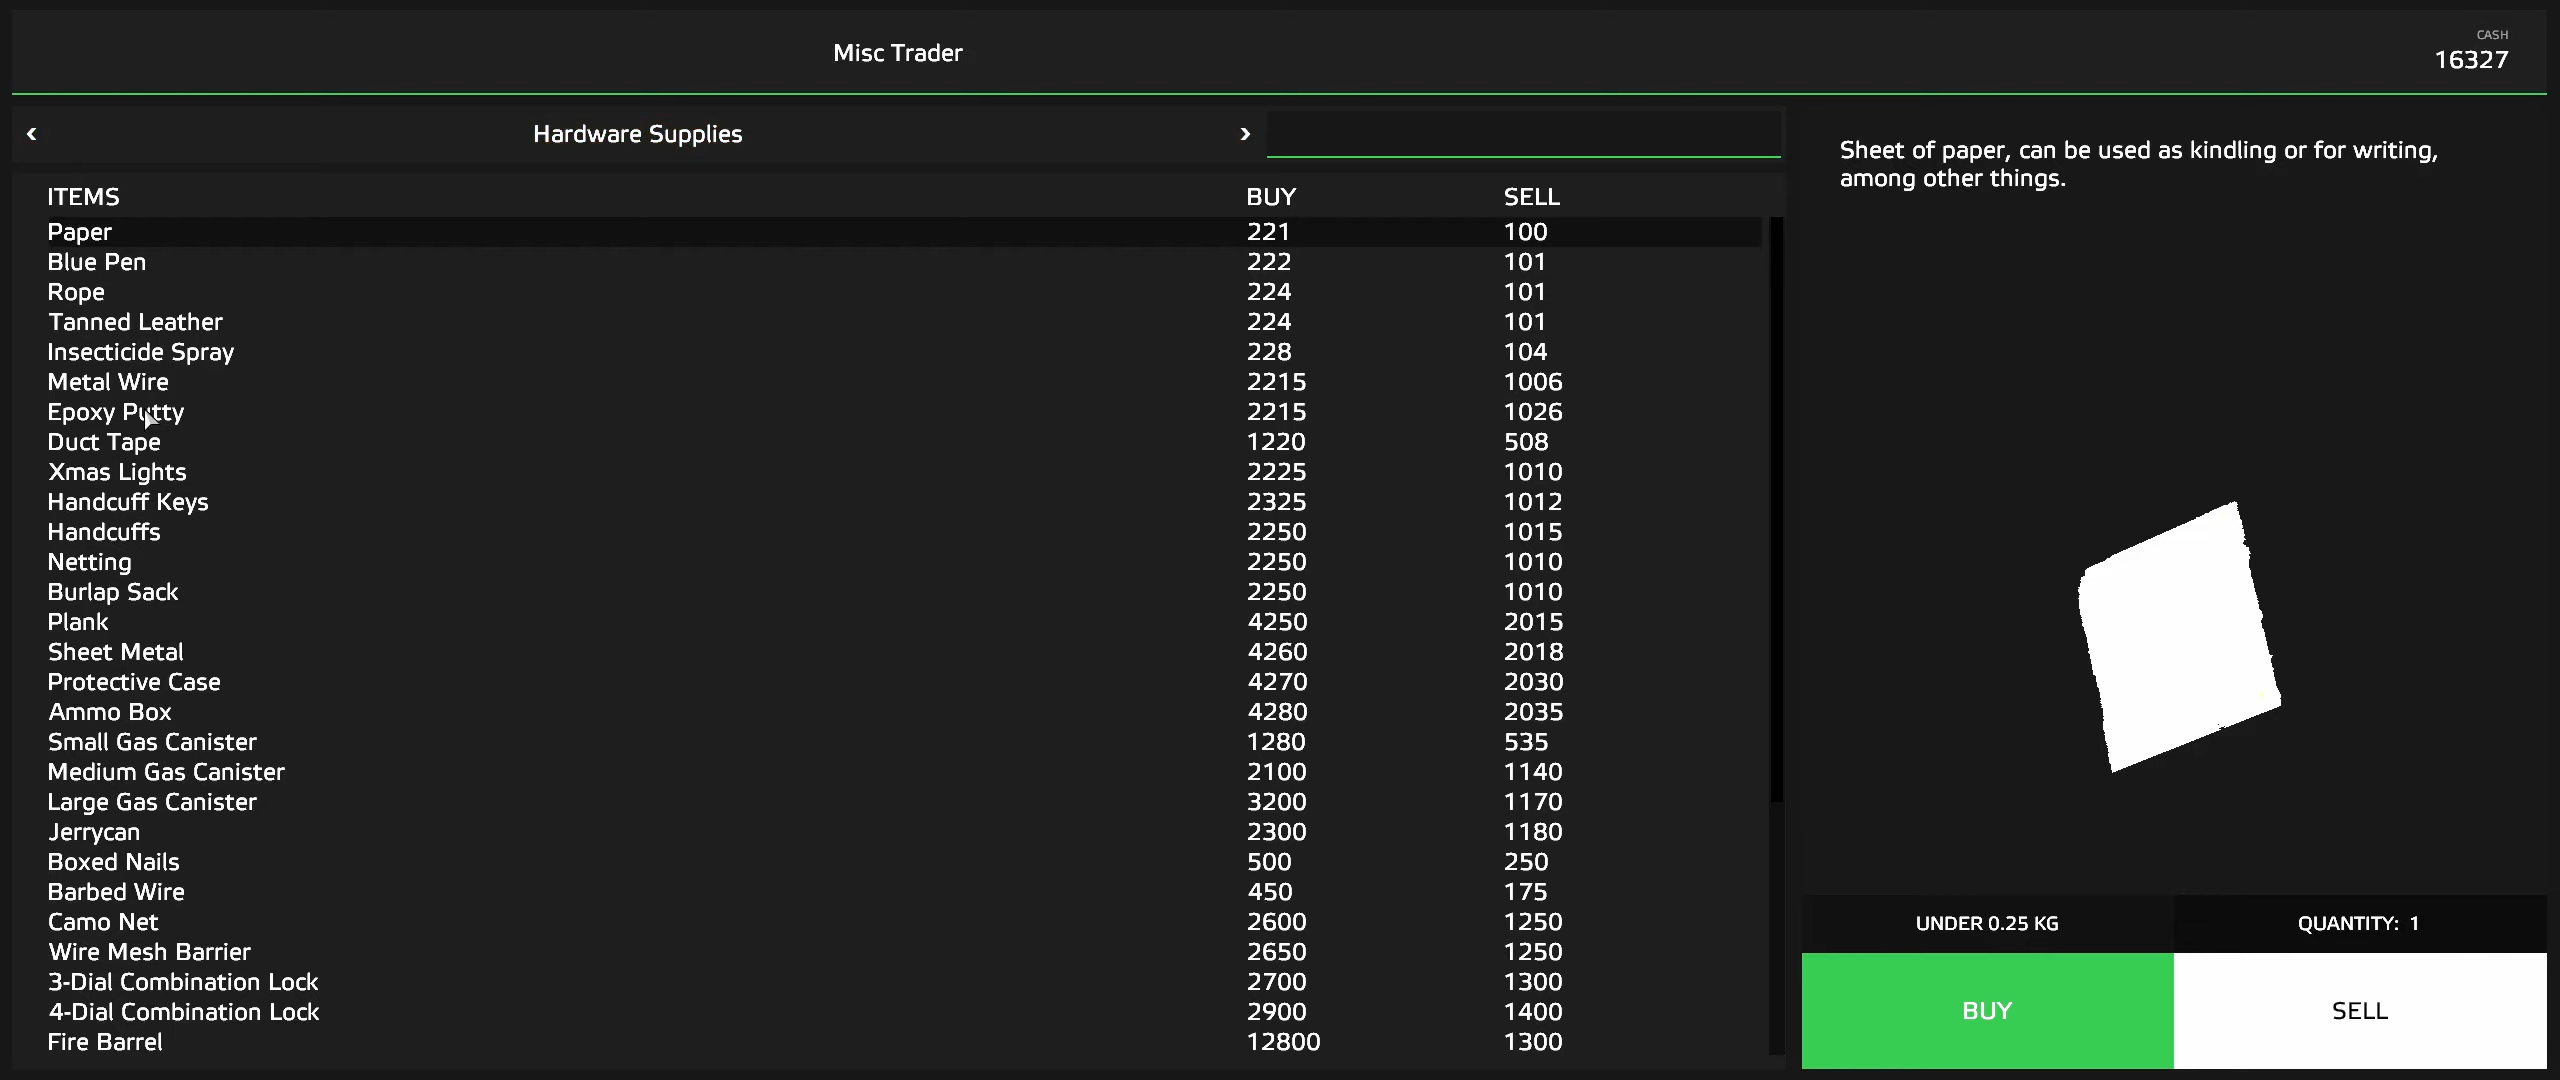 Misc Trader
CASH
16327
‹ Hardware Supplies ›
ITEMS BUY SELL
Paper 221 100
Blue Pen 222 101
Rope 224 101
Tanned Leather 224 101
Insecticide Spray 228 104
Metal Wire 2215 1006
Epoxy Putty 2215 1026
Duct Tape 1220 508
Xmas Lights 2225 1010
Handcuff Keys 2325 1012
Handcuffs 2250 1015
Netting 2250 1010
Burlap Sack 2250 1010
Plank 4250 2015
Sheet Metal 4260 2018
Protective Case 4270 2030
Ammo Box 4280 2035
Small Gas Canister 1280 535
Medium Gas Canister 2100 1140
Large Gas Canister 3200 1170
Jerrycan 2300 1180
Boxed Nails 500 250
Barbed Wire 450 175
Camo Net 2600 1250
Wire Mesh Barrier 2650 1250
3-Dial Combination Lock 2700 1300
4-Dial Combination Lock 2900 1400
Fire Barrel 12800 1300
Sheet of paper, can be used as kindling or for writing,
among other things.
UNDER 0.25 KG
QUANTITY: 1
BUY
SELL